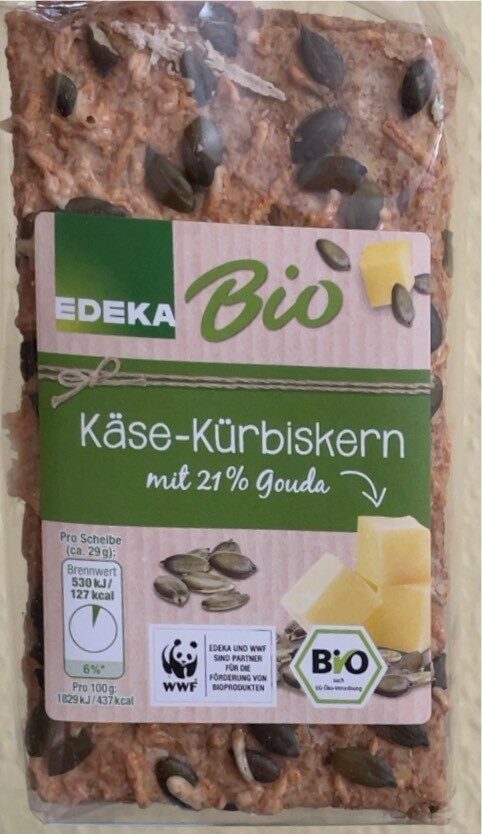 EDEKA
Bio
Käse-Kürbiskern
mit 21% Gouda
Pro Scheibe
(ca. 29g):
Brennwert
530 kJ/
127 kcal
6%*
Pro 100g:
1829 kJ/437 kcal
WWF
EDEKA UND WWF
SIND PARTNER
FÜR DIE
FÖRDERUNG VON
BIOPRODUKTEN
Bio
nach
EG-Öko-Verordnung